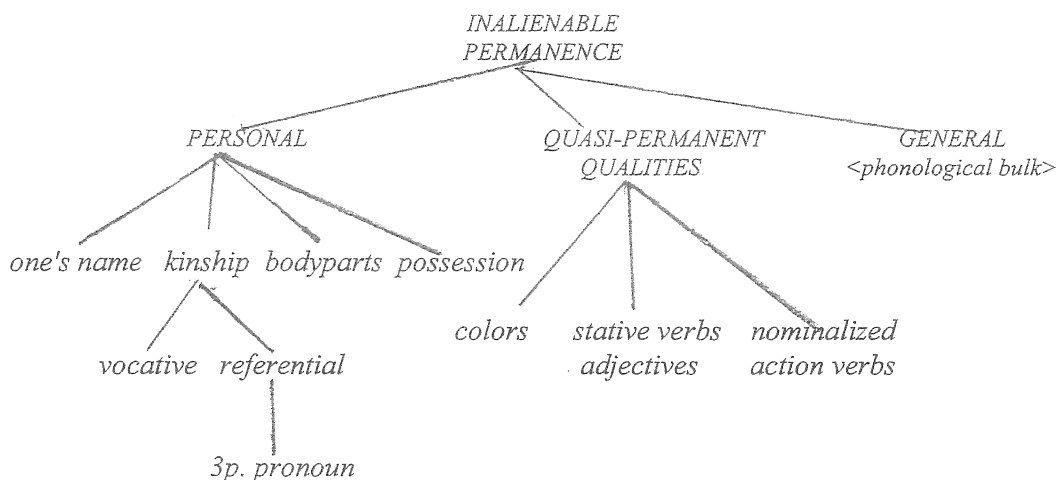 INALIENABLE
PERMANENCE
PERSONAL
QUASI-PERMANENT
QUALITIES
GENERAL
<phonological bulk>
one's name
kinship
bodyparts
possession
colors
stative verbs
adjectives
nominalized
action verbs
vocative
referential
3p. pronoun